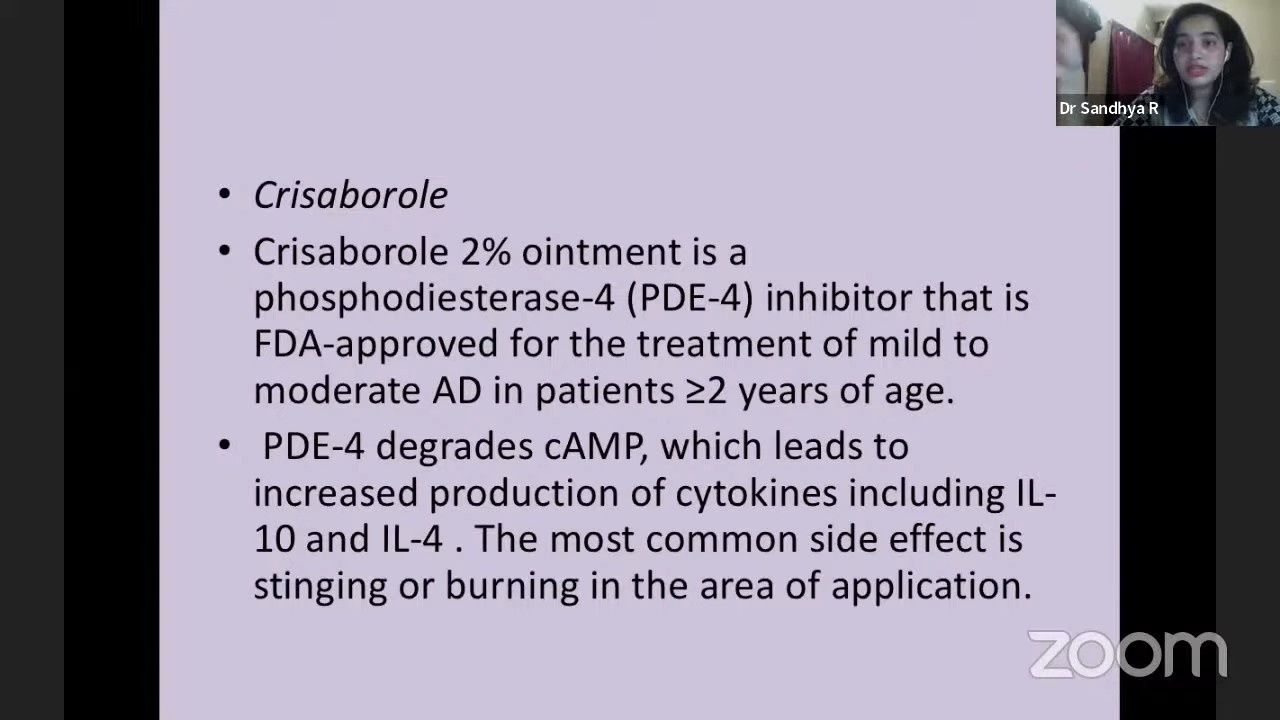 Dr Sandhya R
• Crisaborole
• Crisaborole 2% ointment is a
phosphodiesterase-4 (PDE-4) inhibitor that is
FDA-approved for the treatment of mild to
moderate AD in patients ≥2 years of age.
• PDE-4 degrades cAMP, which leads to
increased production of cytokines including IL-
10 and IL-4 . The most common side effect is
stinging or burning in the area of application.
zoom